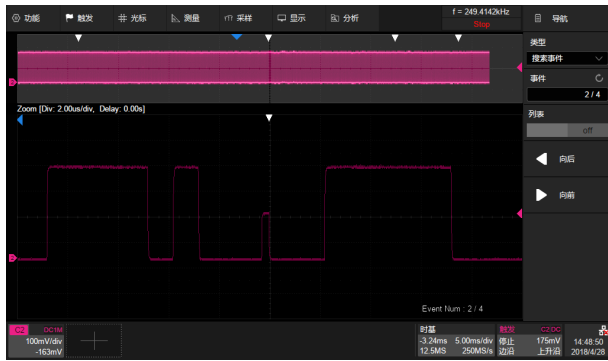 功能 触发 光标 测量 采样 显示 分析 f = 249.4142kHz Stop 导航
类型
搜素事件
事件
2 / 4
Zoom [Div: 2.00us/div, Delay: 0.00s]
列表
off
向后
向前
Event Num : 2 / 4
C2 DC1M
100mV/div
-163mV
时基
-3.24ms 5.00ms/div
12.5MS 250MS/s
触发 C2 DC
停止 175mV
边沿 上升沿
14:48:50
2018/4/28